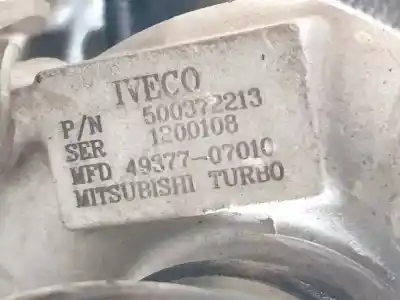 IVECO
P/N 500372213
SER 1200108
MFD 49377-07010
MITSUBISHI TURBO